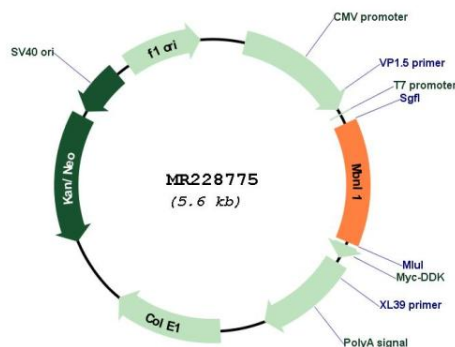 CMV promoter
SV40 ori
f1 ori
VP1.5 primer
T7 promoter
SgfI
Kan/ Neo
MR228775
(5.6 kb)
Mbnl 1
MluI
Myc-DDK
XL39 primer
Col E1
PolyA signal